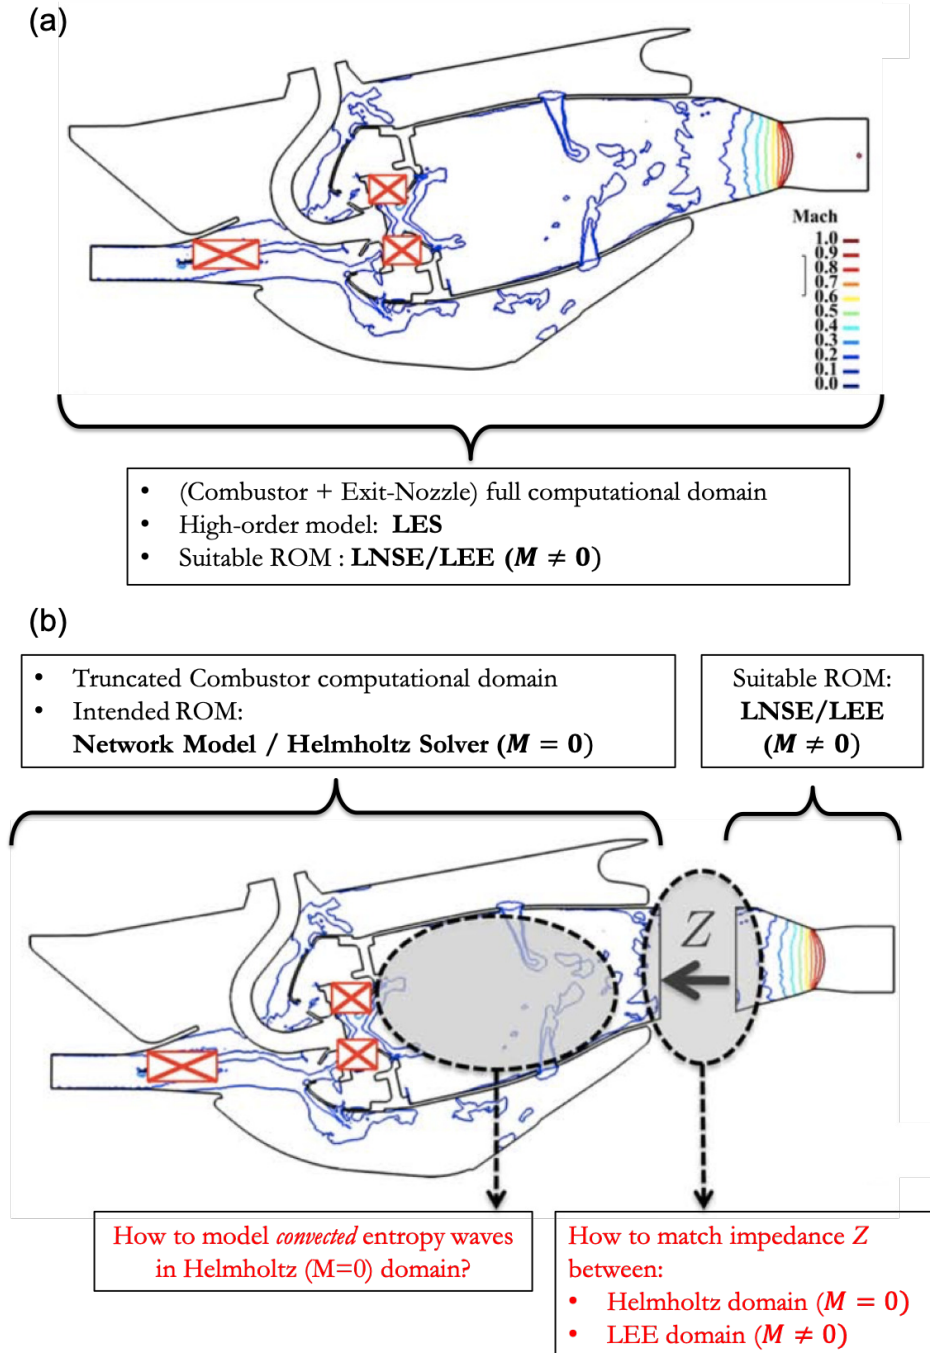 (a)
Mach
1.0
0.9
0.8
0.7
0.6
0.5
0.4
0.3
0.2
0.1
0.0
• (Combustor + Exit-Nozzle) full computational domain
• High-order model: LES
• Suitable ROM : LNSE/LEE (M ≠ 0)
(b)
• Truncated Combustor computational domain
• Intended ROM:
Network Model / Helmholtz Solver (M = 0)
Suitable ROM:
LNSE/LEE
(M ≠ 0)
Z
How to model convected entropy waves
in Helmholtz (M=0) domain?
How to match impedance Z
between:
• Helmholtz domain (M = 0)
• LEE domain (M ≠ 0)